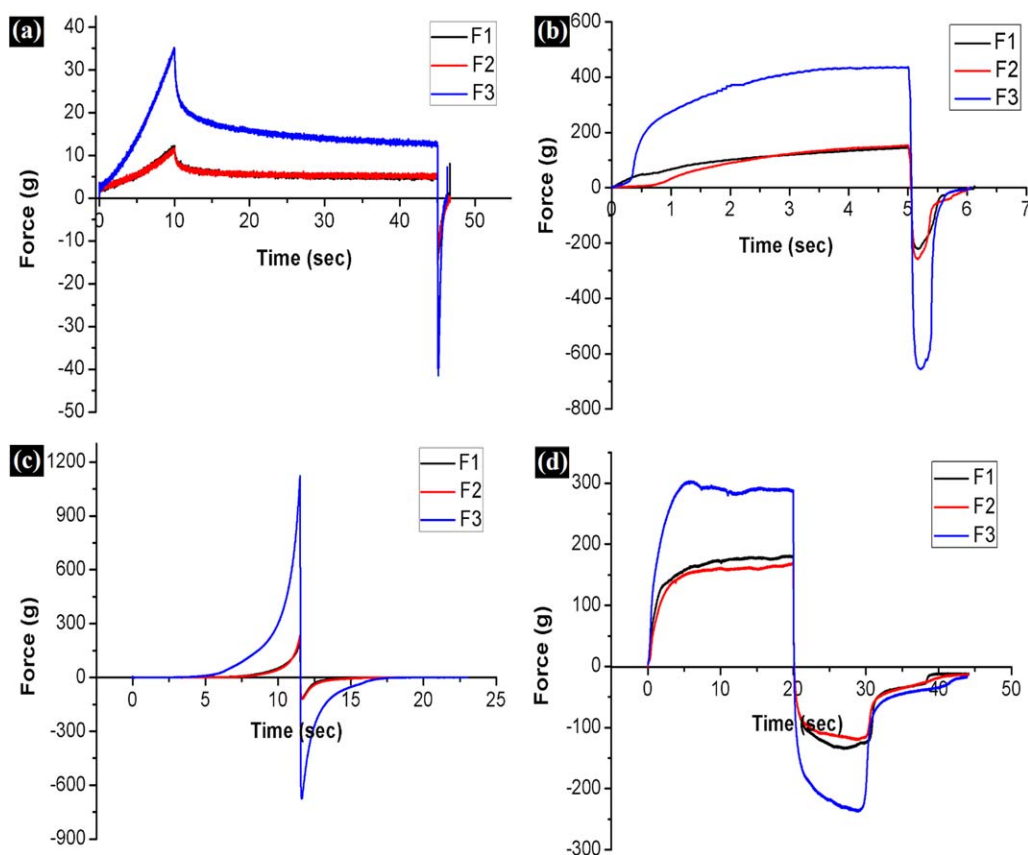 (a)
F1
F2
F3
Force (g)
40
30
20
10
0
-10
-20
-30
-40
-50
0 10 20 30 40 50
Time (sec)
(b)
F1
F2
F3
Force (g)
600
400
200
0
-200
-400
-600
-800
0 1 2 3 4 5 6 7
Time (sec)
(c)
F1
F2
F3
Force (g)
1200
900
600
300
0
-300
-600
-900
0 5 10 15 20 25
Time (sec)
(d)
F1
F2
F3
Force (g)
300
200
100
0
-100
-200
-300
0 10 20 30 40 50
Time (sec)